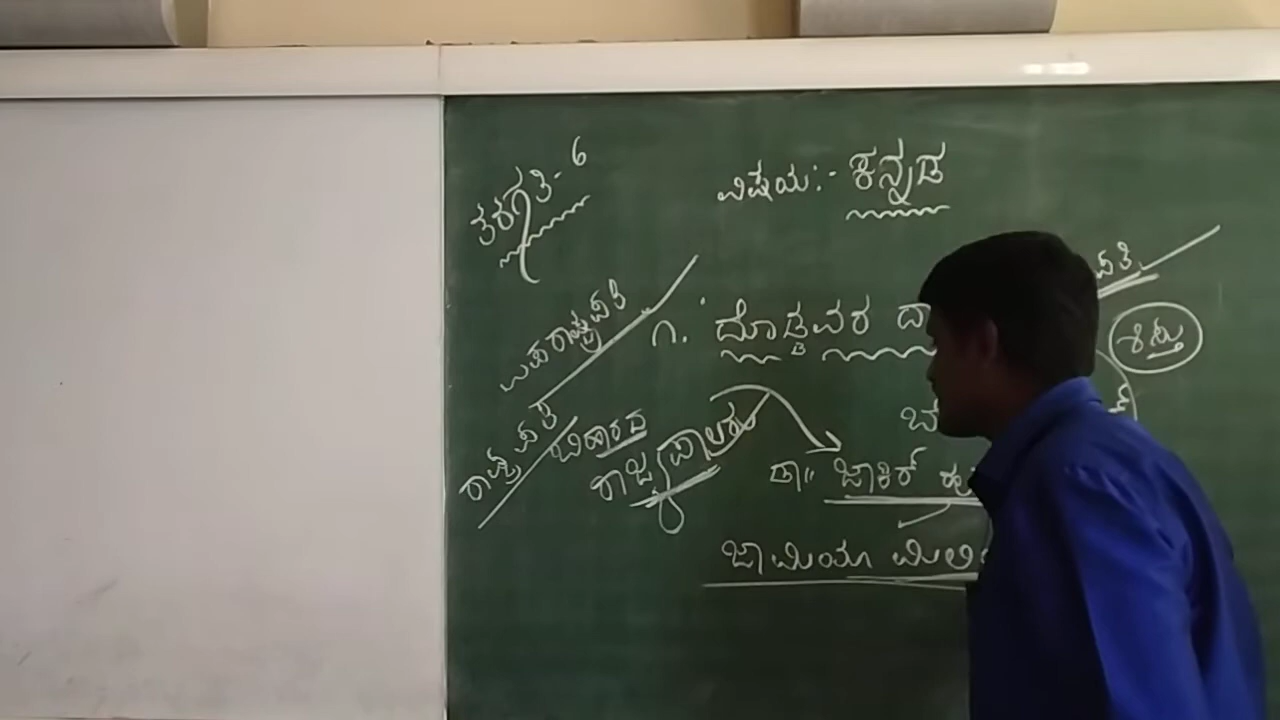 ತರಗತಿ-6
ವಿಷಯ:- ಕನ್ನಡ
೧. ದೊಡ್ಡವರ ದಾ
ಶಿಸ್ತು
ಉಪರಾಷ್ಟ್ರಪತಿ
ರಾಷ್ಟ್ರಪತಿ
ಬಿಹಾರದ
ರಾಜ್ಯಪಾಲರು
ಡಾ|| ಜಾಕಿರ್
ಜಾಮಿಯಾ ಮಿಲಿ